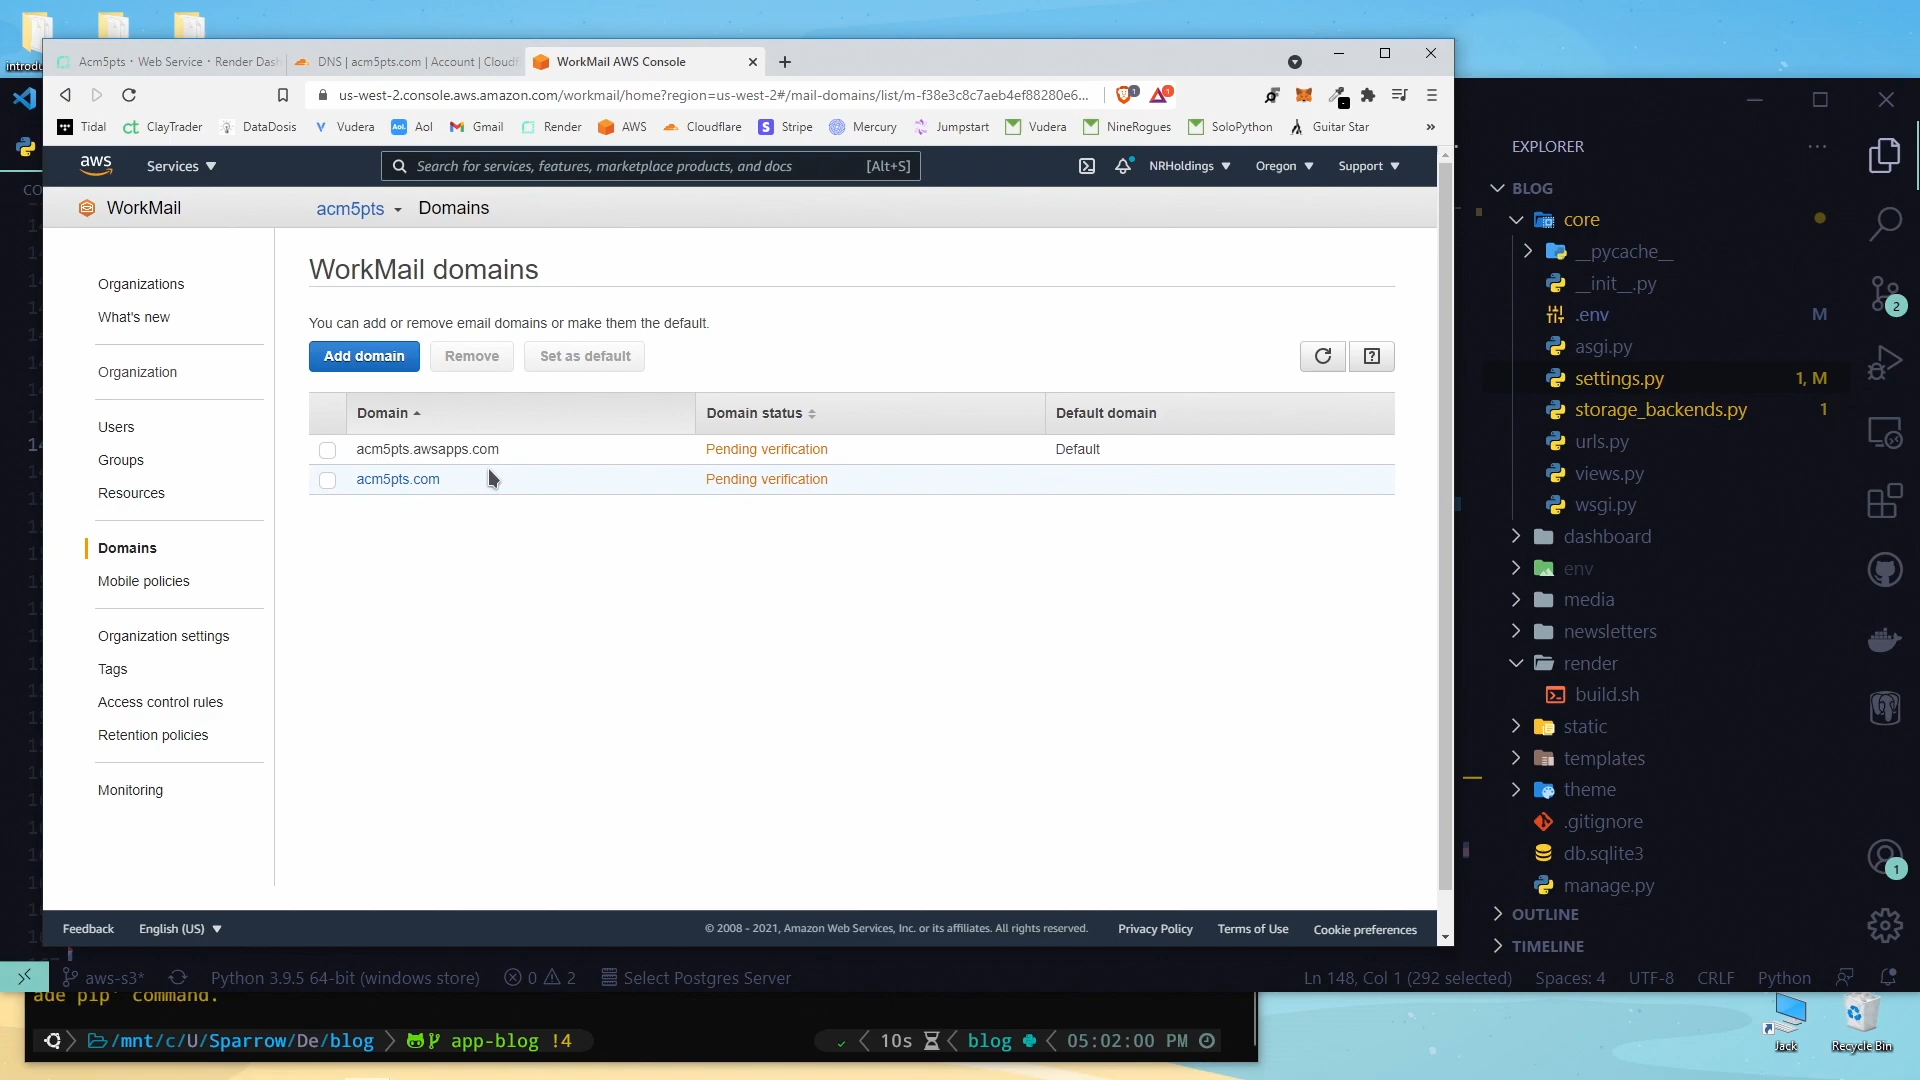 introdu
Acm5pts · Web Service · Render Dash
DNS | acm5pts.com | Account | Cloudf
WorkMail AWS Console
us-west-2.console.aws.amazon.com/workmail/home?region=us-west-2#/mail-domains/list/m-f38e3c8c7aeb4ef88280e6...
1
1
Tidal
ct ClayTrader
DataDosis
V Vudera
Aol. Aol
Gmail
Render
AWS
Cloudflare
S Stripe
Mercury
Jumpstart
Vudera
NineRogues
SoloPython
Guitar Star
»
aws
Services
Search for services, features, marketplace products, and docs
[Alt+S]
NRHoldings
Oregon
Support
WorkMail
acm5pts
Domains
Organizations
What's new
Organization
Users
Groups
Resources
Domains
Mobile policies
Organization settings
Tags
Access control rules
Retention policies
Monitoring
WorkMail domains
You can add or remove email domains or make them the default.
Add domain
Remove
Set as default
Domain
Domain status
Default domain
acm5pts.awsapps.com
Pending verification
Default
acm5pts.com
Pending verification
Feedback
English (US)
© 2008 - 2021, Amazon Web Services, Inc. or its affiliates. All rights reserved.
Privacy Policy
Terms of Use
Cookie preferences
CO
EXPLORER
BLOG
core
__pycache__
__init__.py
.env M
asgi.py
settings.py 1, M
storage_backends.py 1
urls.py
views.py
wsgi.py
dashboard
env
media
newsletters
render
build.sh
static
templates
theme
.gitignore
db.sqlite3
manage.py
OUTLINE
TIMELINE
2
1
aws-s3*
Python 3.9.5 64-bit (windows store)
0
2
Select Postgres Server
Ln 148, Col 1 (292 selected)
Spaces: 4
UTF-8
CRLF
Python
ade pip' command.
/mnt/c/U/Sparrow/De/blog
app-blog !4
10s
blog
05:02:00 PM
Jack
Recycle Bin